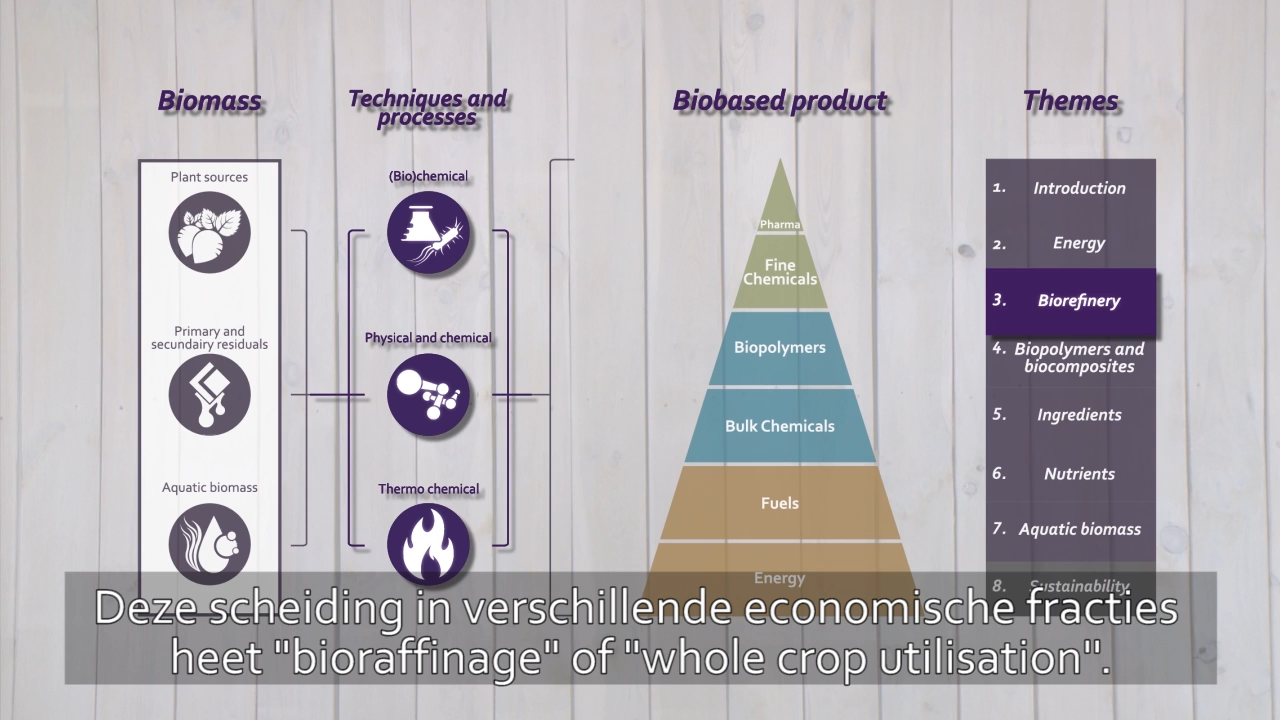 Biomass
Plant sources
Primary and
secundairy residuals
Aquatic biomass
Techniques and
processes
(Bio)chemical
Physical and chemical
Thermo chemical
Biobased product
Pharma
Fine
Chemicals
Biopolymers
Bulk Chemicals
Fuels
Energy
Themes
1. Introduction
2. Energy
3. Biorefinery
4. Biopolymers and
biocomposites
5. Ingredients
6. Nutrients
7. Aquatic biomass
8. Sustainability
Deze scheiding in verschillende economische fracties
heet "bioraffinage" of "whole crop utilisation".